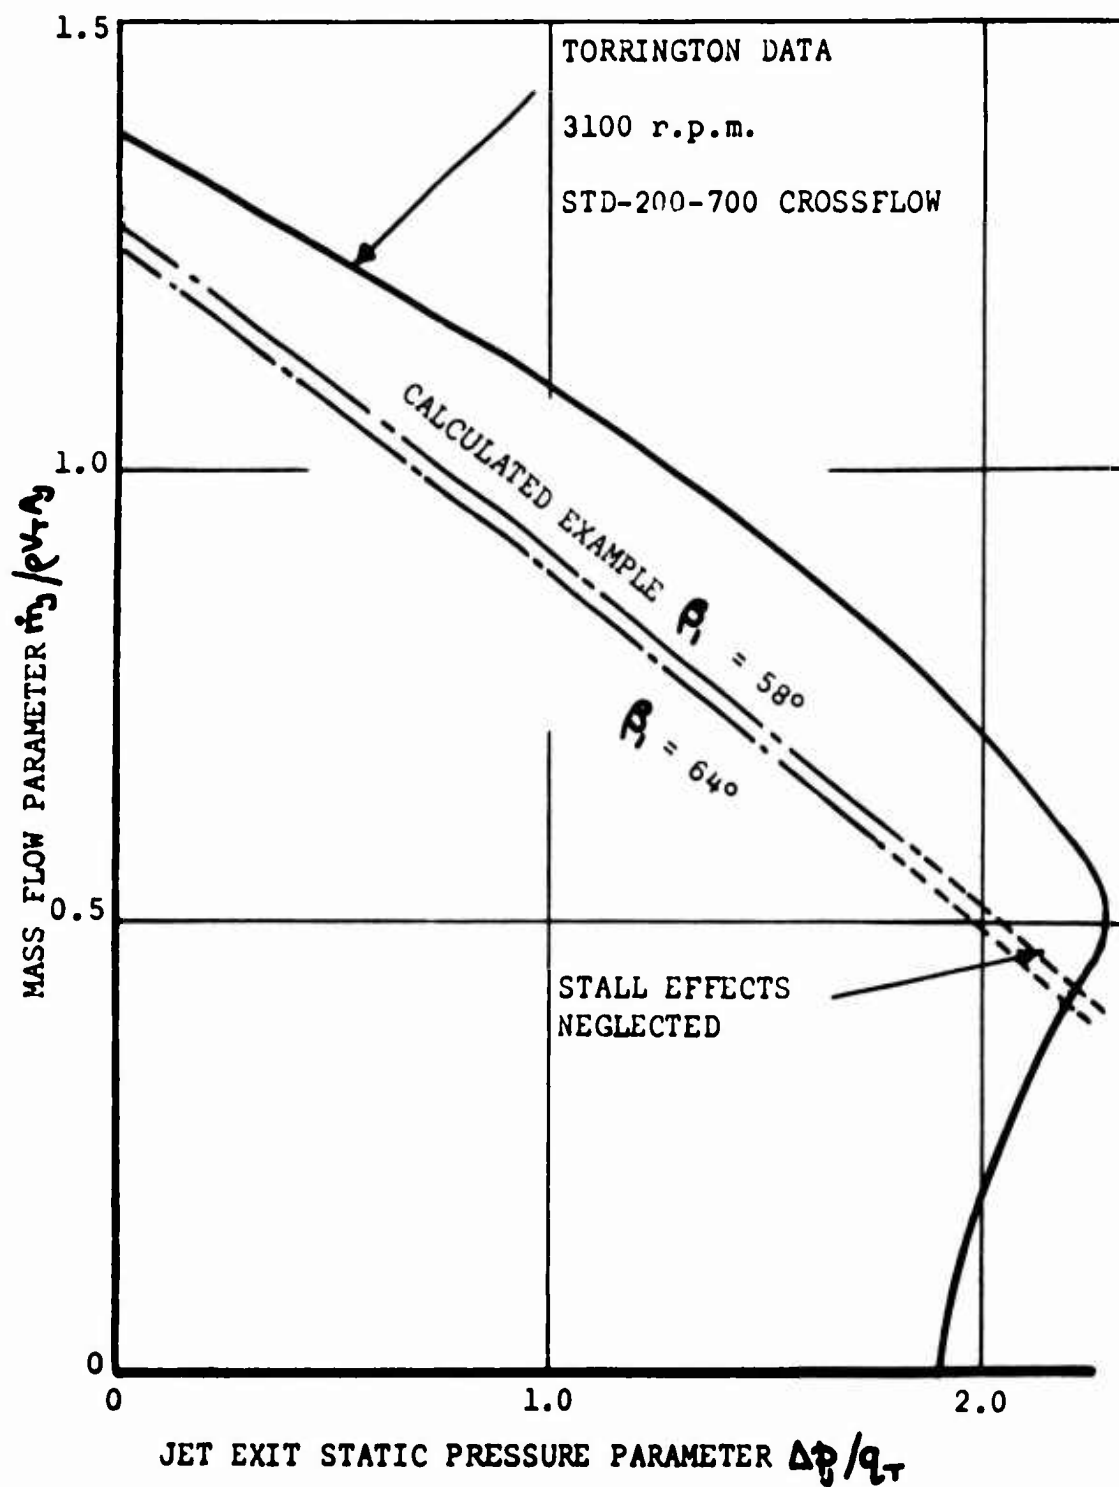 1.5
TORRINGTON DATA
3100 r.p.m.
STD-200-700 CROSSFLOW
CALCULATED EXAMPLE β₁ = 58°
β₁ = 64°
1.0
MASS FLOW PARAMETER ṁj/ρVTAj
0.5
STALL EFFECTS
NEGLECTED
0
0
1.0
2.0
JET EXIT STATIC PRESSURE PARAMETER Δpj/qT